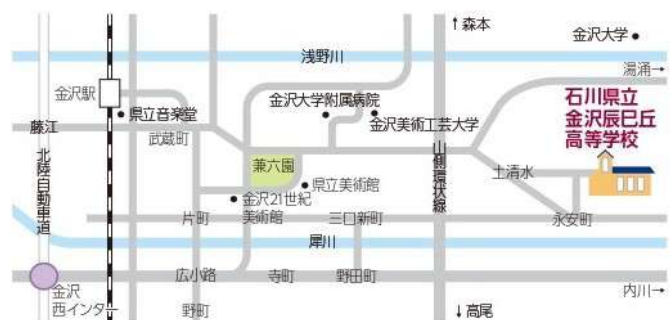 ↑森本
金沢大学
浅野川
湯涌→
金沢駅
石川県立
金沢辰巳丘
高等学校
県立音楽堂
金沢大学附属病院
金沢美術工芸大学
藤江
武蔵町
北陸自動車道
山側環状線
兼六園
土清水
県立美術館
金沢21世紀
美術館
片町
三口新町
永安町
犀川
広小路
寺町
野田町
金沢
西インター
野町
内川→
↓高尾